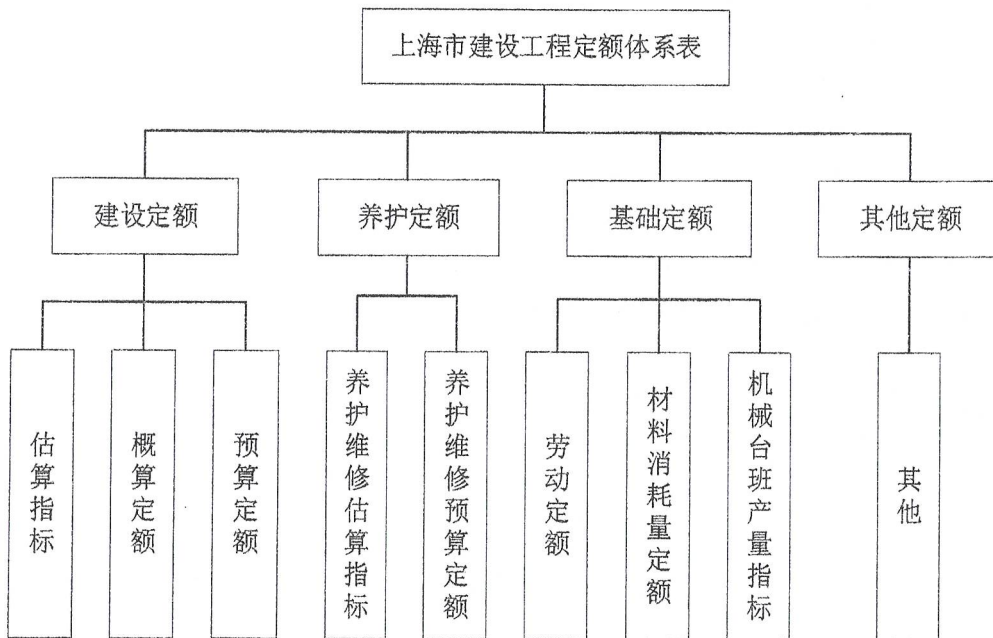 上海市建设工程定额体系表
建设定额
养护定额
基础定额
其他定额
估算指标
概算定额
预算定额
养护维修估算指标
养护维修预算定额
劳动定额
材料消耗量定额
机械台班产量指标
其他